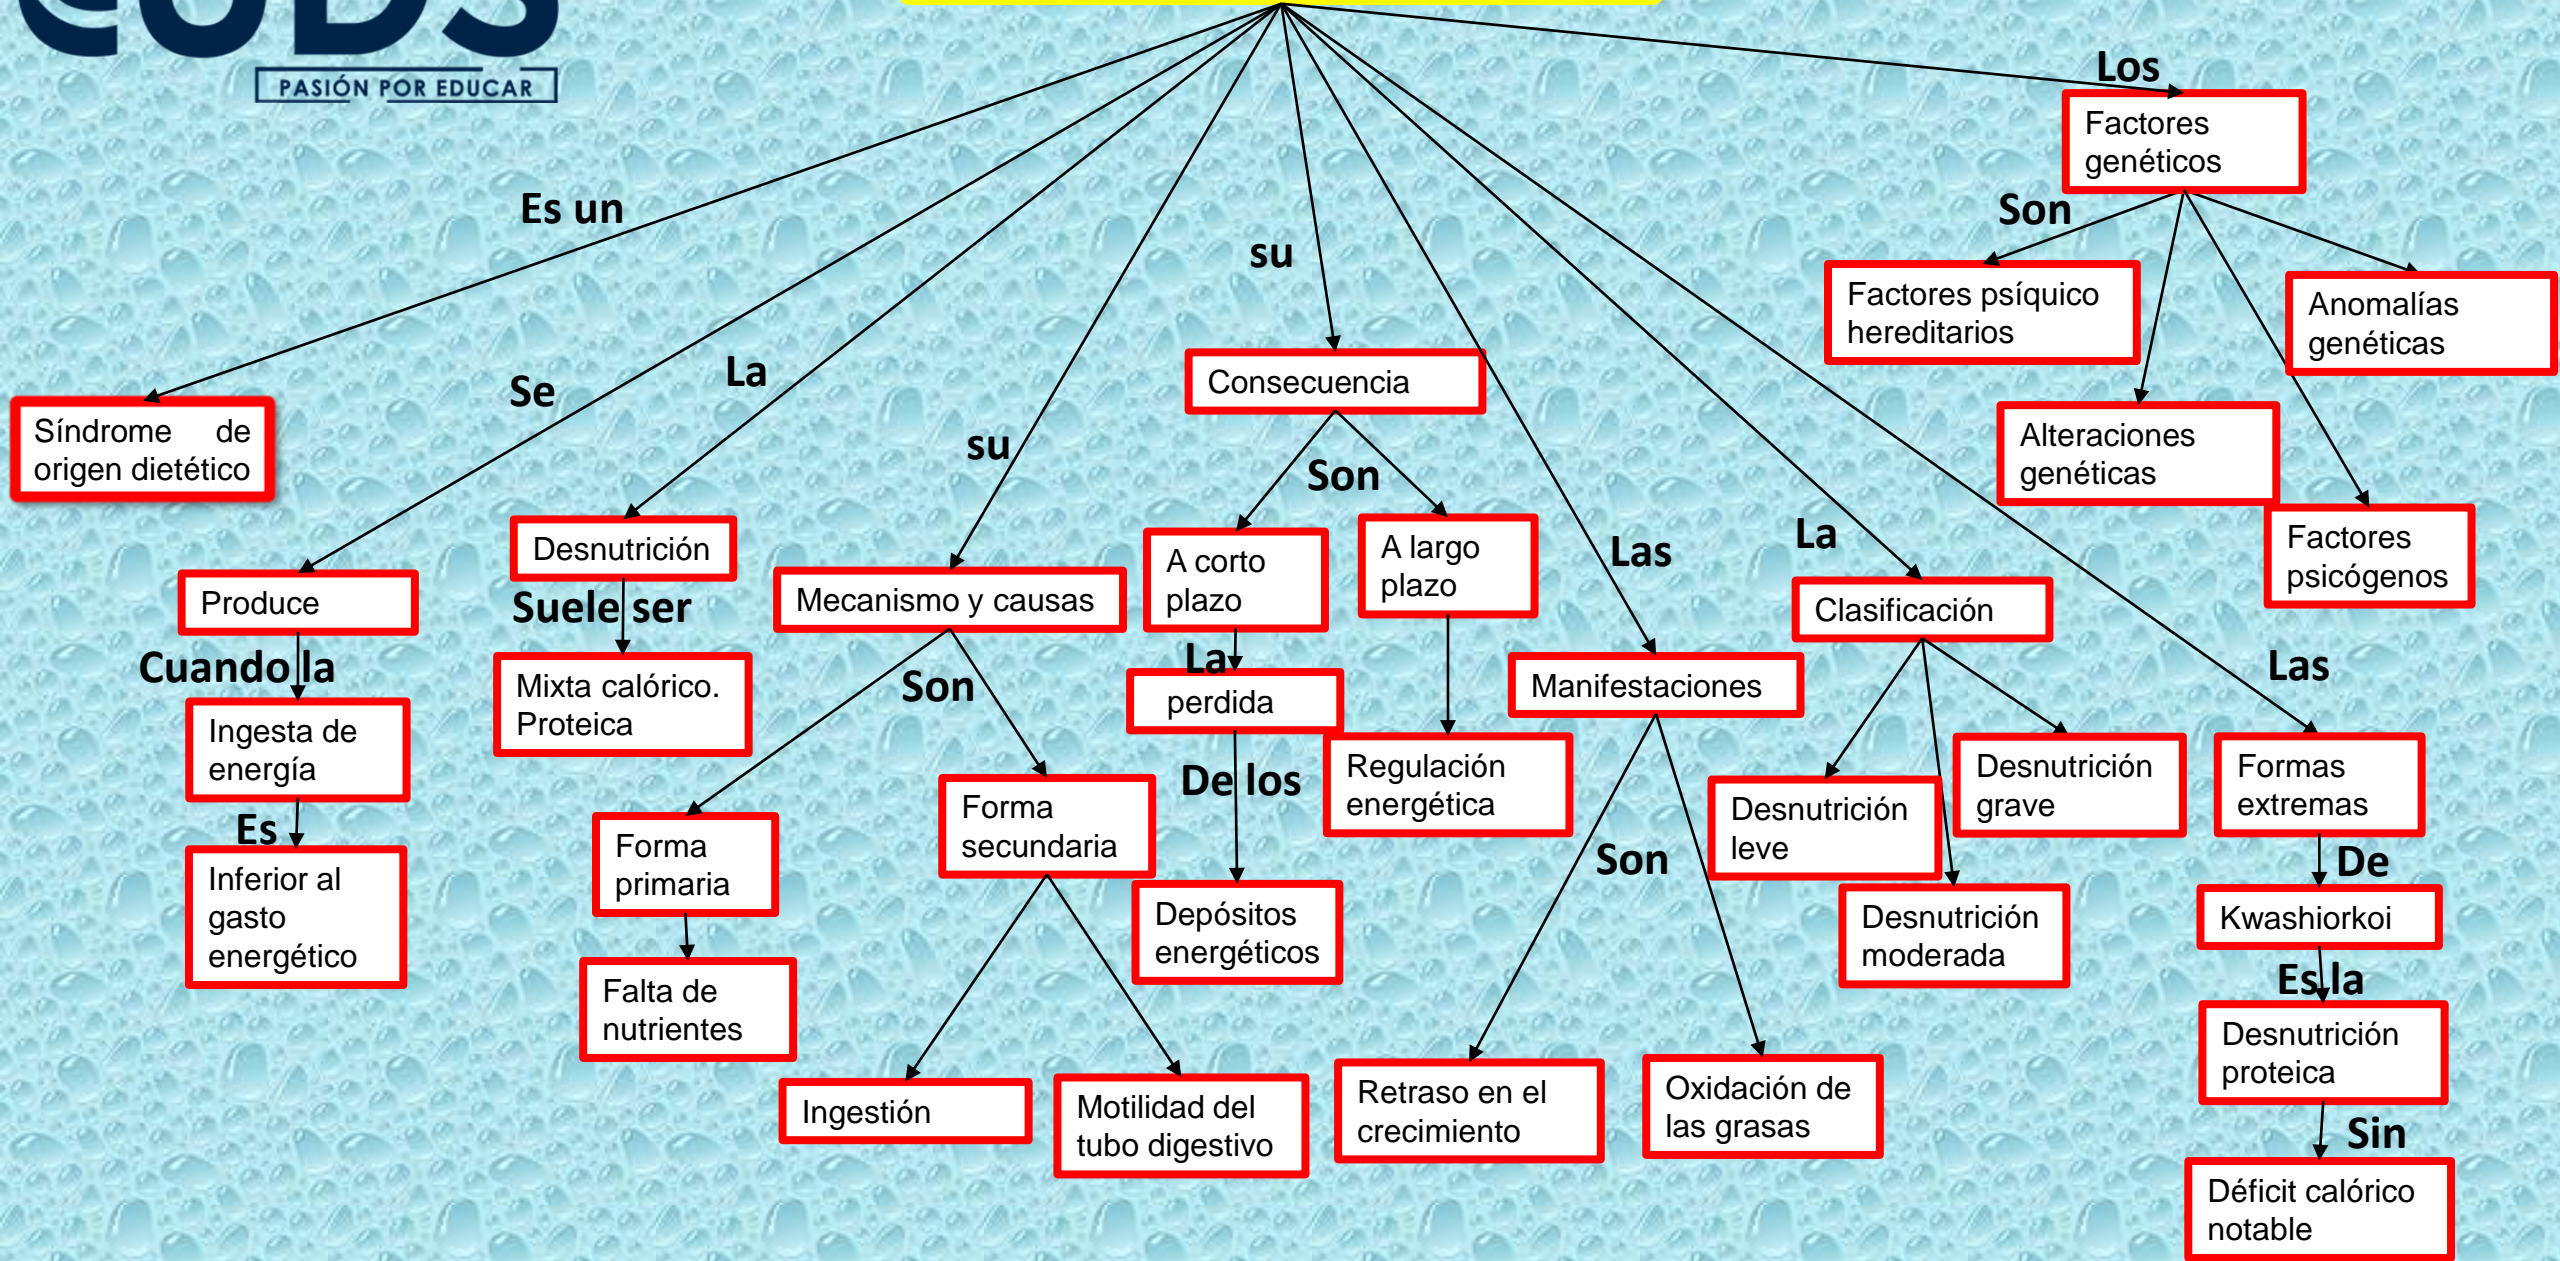 PASIÓN POR EDUCAR
Los
Factores
genéticos
Son
Factores psíquico
hereditarios
Anomalías
genéticas
Alteraciones
genéticas
Factores
psicógenos
Es un
Síndrome de
origen dietético
Se
Produce
Cuando la
Ingesta de
energía
Es
Inferior al
gasto
energético
La
Desnutrición
Suele ser
Mixta calórico.
Proteica
su
Mecanismo y causas
Son
Forma
primaria
Falta de
nutrientes
Forma
secundaria
Ingestión
Motilidad del
tubo digestivo
su
Consecuencia
Son
A corto
plazo
La
perdida
De los
Depósitos
energéticos
A largo
plazo
Regulación
energética
Las
Manifestaciones
Son
Retraso en el
crecimiento
Oxidación de
las grasas
La
Clasificación
Desnutrición
leve
Desnutrición
moderada
Desnutrición
grave
Las
Formas
extremas
De
Kwashiorkoi
Es la
Desnutrición
proteica
Sin
Déficit calórico
notable